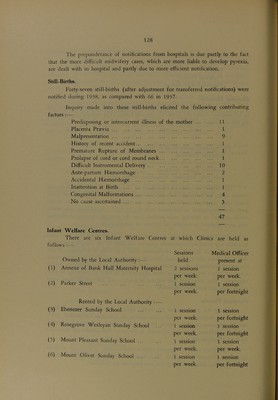 128
The preponderance of notifications from hospitals is due partly to the fact
that the more difficult midwifery cases, which are more liable to develop pyrexia,
are dealt with in hospital and partly due to more efficient notification.
Still-Births.
Forty-seven still-births (after adjustment for transferred notifications) were
notified during 1938, as compared with 66 in 1937.
Inquiry made into these still-births elicited the following contributing
factors:—
Predisposing or intercurrent illness of the mother ... 11
Placenta Prævia ... 1
Malpresentation ... 9
History of recent accident ... 1
Premature Rupture of Membranes ... 1
Prolapse of cord or cord round neck ... 1
Difficult Instrumental Delivery ... 10
Ante-partum Hæmorrhage ... 2
Accidental Hæmorrhage ... 1
Inattention at Birth ... 1
Congenital Malformations ... 4
No cause ascertained ... 5
47
Infant Welfare Centres.
There are six Infant Welfare Centres at which Clinics are held as
follows:—
Sessions Medical Officer
Owned by the Local Authority:— held present at
(1) Annexe of Bank Hall Maternity Hospital 2 sessions 1 session
per week. per week.
(2) Parker Street 1 session 1 session
per week. per fortnight
Rented by the Local Authority:—
(3) Ebenezer Sunday School 1 session 1 session
per week. per fortnight
(4) Rosegrove Wesleyan Sunday School 1 session 1 session
per week. per fortnight
(5) Mount Pleasant Sunday School 1 session 1 session
per week. per week.
(6) Mount Olivet Sunday School 1 session 1 session
per week. per fortnight